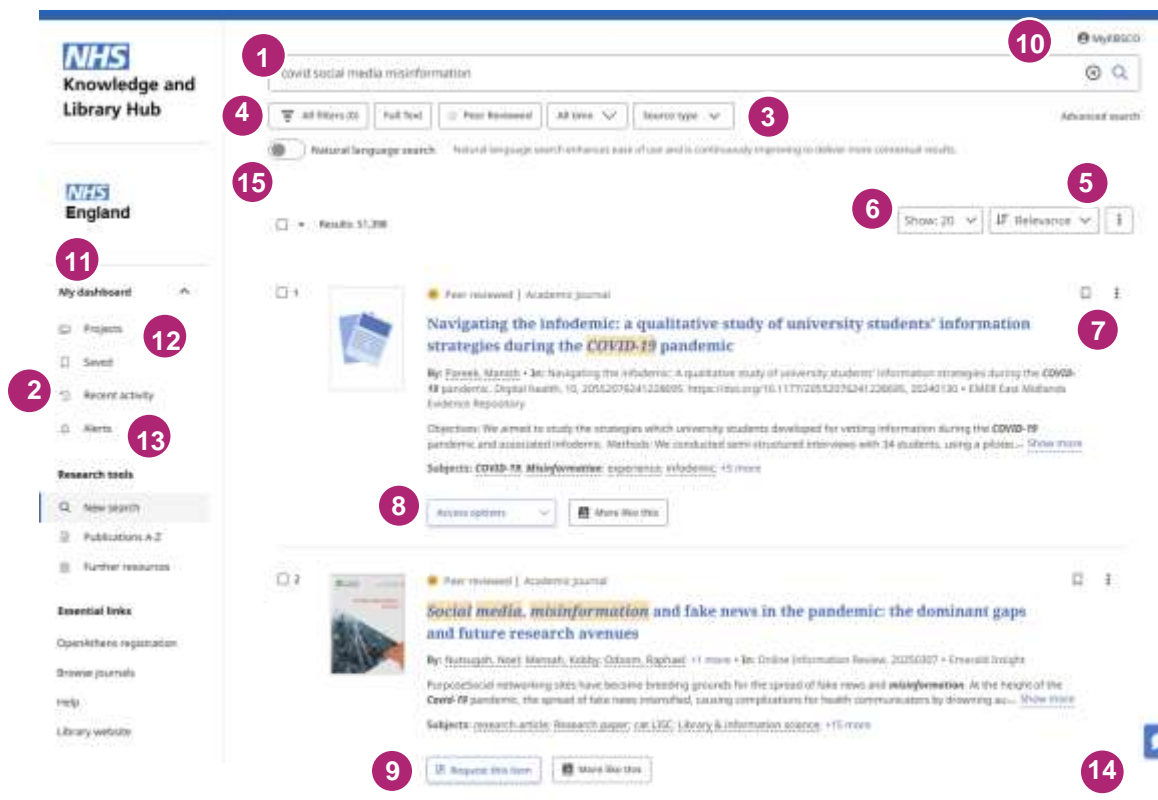 10
MyEBSCO
NHS
Knowledge and
Library Hub
1
covid social media misinformation
4
All filters (0)
Full Text
Peer Reviewed
All time
Source type
3
Advanced search
Natural language search
Natural language search enhances ease of use and is continuously improving to deliver more contextual results.
15
NHS
England
5
6
Results: 51,398
Show: 20
Relevance
11
My dashboard
Projects
12
Saved
2
Recent activity
Alerts
13
Research tools
New search
Publications A-Z
Further resources
Essential links
OpenAthens registration
Browse journals
Help
Library website
1
Peer reviewed | Academic journal
7
Navigating the infodemic: a qualitative study of university students' information
strategies during the COVID-19 pandemic
By: Pareek, Manish • In: Navigating the infodemic: A qualitative study of university students' information strategies during the COVID-
19 pandemic. Digital health, 10, 20552076241228695, https://doi.org/10.1177/20552076241228695, 20240130 • EMER East Midlands
Evidence Repository
Objectives: We aimed to study the strategies which university students developed for vetting information during the COVID-19
pandemic and associated infodemic. Methods: We conducted semi-structured interviews with 34 students, using a pilote... Show more
Subjects: COVID-19; Misinformation; experience; infodemic; +5 more
8
Access options
More like this
2
Peer reviewed | Academic journal
Social media, misinformation and fake news in the pandemic: the dominant gaps
and future research avenues
By: Nutsugah, Noel; Mensah, Kobby; Odoom, Raphael +1 more • In: Online Information Review, 20250307 • Emerald Insight
PurposeSocial networking sites have become breeding grounds for the spread of fake news and misinformation. At the height of the
Covid-19 pandemic, the spread of fake news intensified, causing complications for health communicators by drowning au... Show more
Subjects: research-article; Research paper; cat LISC; Library & information science; +15 more
9
Request this item
More like this
14